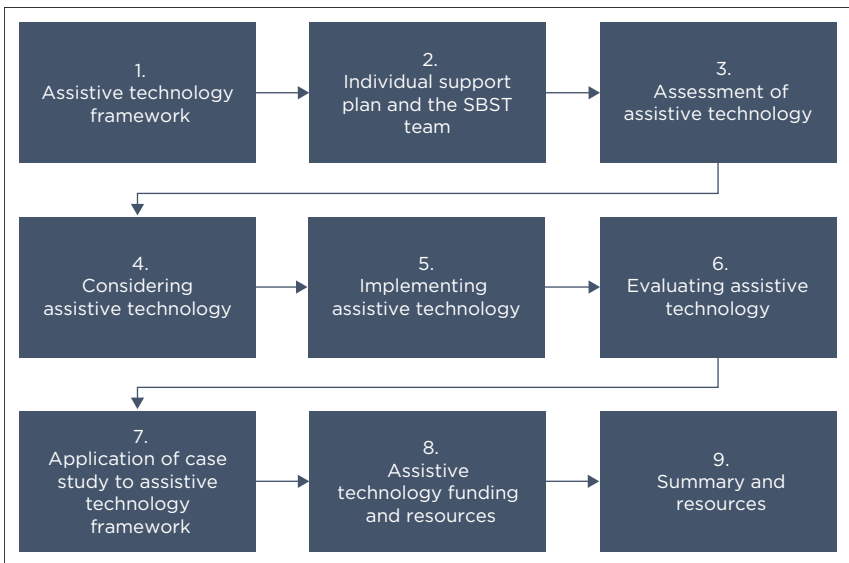 1.
Assistive technology
framework
2.
Individual support
plan and the SBST
team
3.
Assessment of
assistive technology
4.
Considering
assistive technology
5.
Implementing
assistive technology
6.
Evaluating assistive
technology
7.
Application of case
study to assistive
technology
framework
8.
Assistive
technology funding
and resources
9.
Summary and
resources